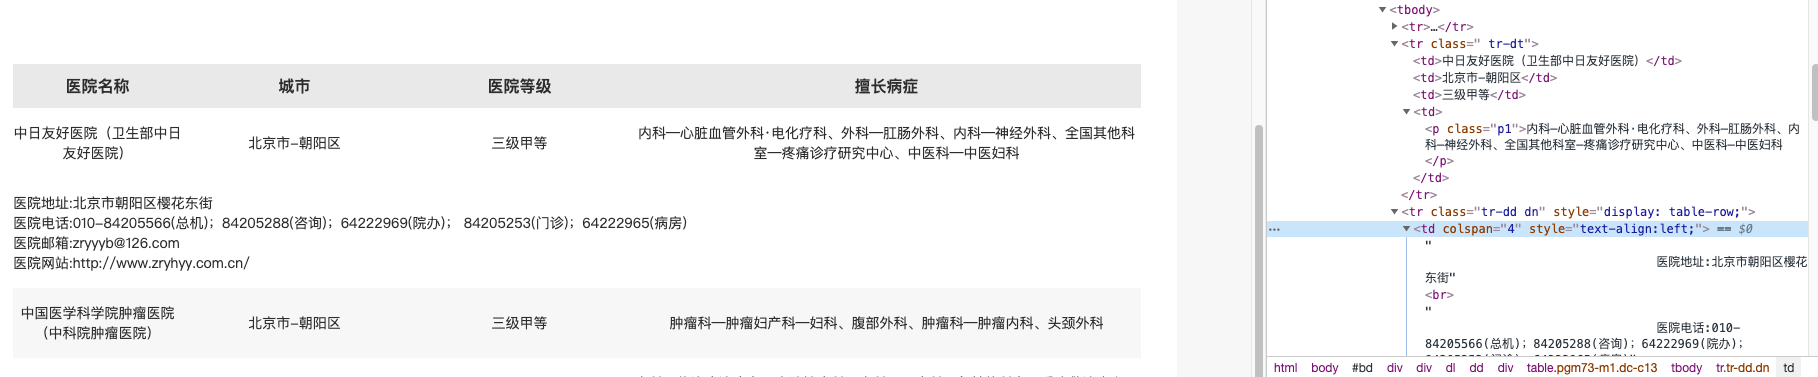 医院名称 城市 医院等级 擅长病症
中日友好医院（卫生部中日
友好医院）
北京市-朝阳区
三级甲等
内科—心脏血管外科·电化疗科、外科—肛肠外科、内科—神经外科、全国其他科
室—疼痛诊疗研究中心、中医科—中医妇科
医院地址:北京市朝阳区樱花东街
医院电话:010-84205566(总机)；84205288(咨询)；64222969(院办)； 84205253(门诊)；64222965(病房)
医院邮箱:zryyyb@126.com
医院网站:http://www.zryhyy.com.cn/
中国医学科学院肿瘤医院
（中科院肿瘤医院）
北京市-朝阳区
三级甲等
肿瘤科—肿瘤妇产科—妇科、腹部外科、肿瘤科—肿瘤内科、头颈外科
▼<tbody>
▶<tr>…</tr>
▼<tr class=" tr-dt">
<td>中日友好医院（卫生部中日友好医院）</td>
<td>北京市-朝阳区</td>
<td>三级甲等</td>
▼<td>
<p class="p1">内科—心脏血管外科·电化疗科、外科—肛肠外科、内
科—神经外科、全国其他科室—疼痛诊疗研究中心、中医科—中医妇科
</p>
</td>
</tr>
▼<tr class="tr-dd dn" style="display: table-row;">
… ▼<td colspan="4" style="text-align:left;"> == $0
"
医院地址:北京市朝阳区樱花
东街"
<br>
"
医院电话:010-
84205566(总机)；84205288(咨询)；64222969(院办)；
html body #bd div div dl dd div table.pgm73-m1.dc-c13 tbody tr.tr-dd.dn td